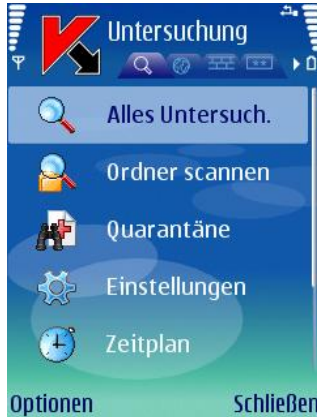 Untersuchung
Alles Untersuch.
Ordner scannen
Quarantäne
Einstellungen
Zeitplan
Optionen Schließen